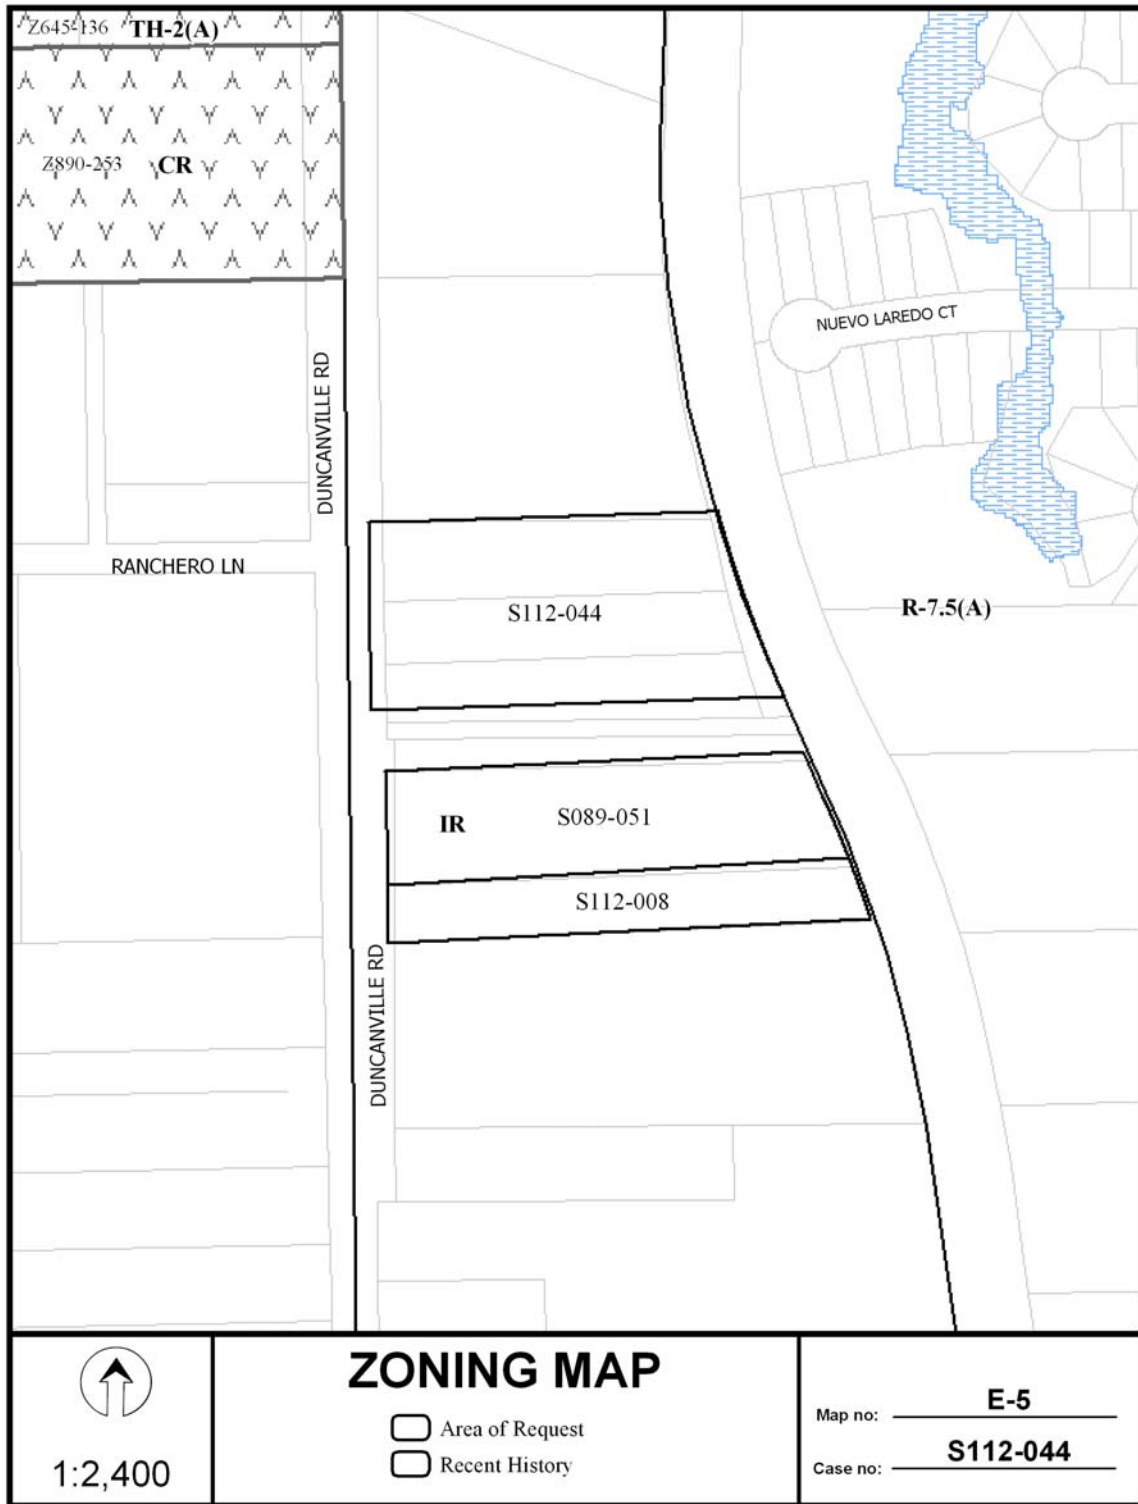 Z645-136 TH-2(A)
Z890-253 CR
NUEVO LAREDO CT
DUNCANVILLE RD
RANCHERO LN
S112-044
R-7.5(A)
IR S089-051
S112-008
DUNCANVILLE RD
ZONING MAP
Area of Request
Recent History
1:2,400
Map no: E-5
Case no: S112-044